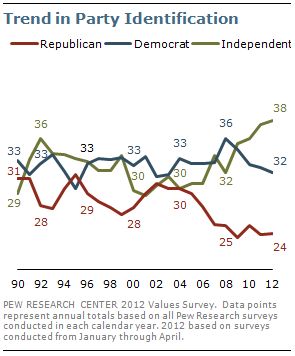 Trend in Party Identification
Republican Democrat Independent
38
36 36
33 33 33 33
32 32
31
30 30
29 29
28 28
25 24
90 92 94 96 98 00 02 04 06 08 10 12
PEW RESEARCH CENTER 2012 Values Survey. Data points
represent annual totals based on all Pew Research surveys
conducted in each calendar year. 2012 based on surveys
conducted from January through April.